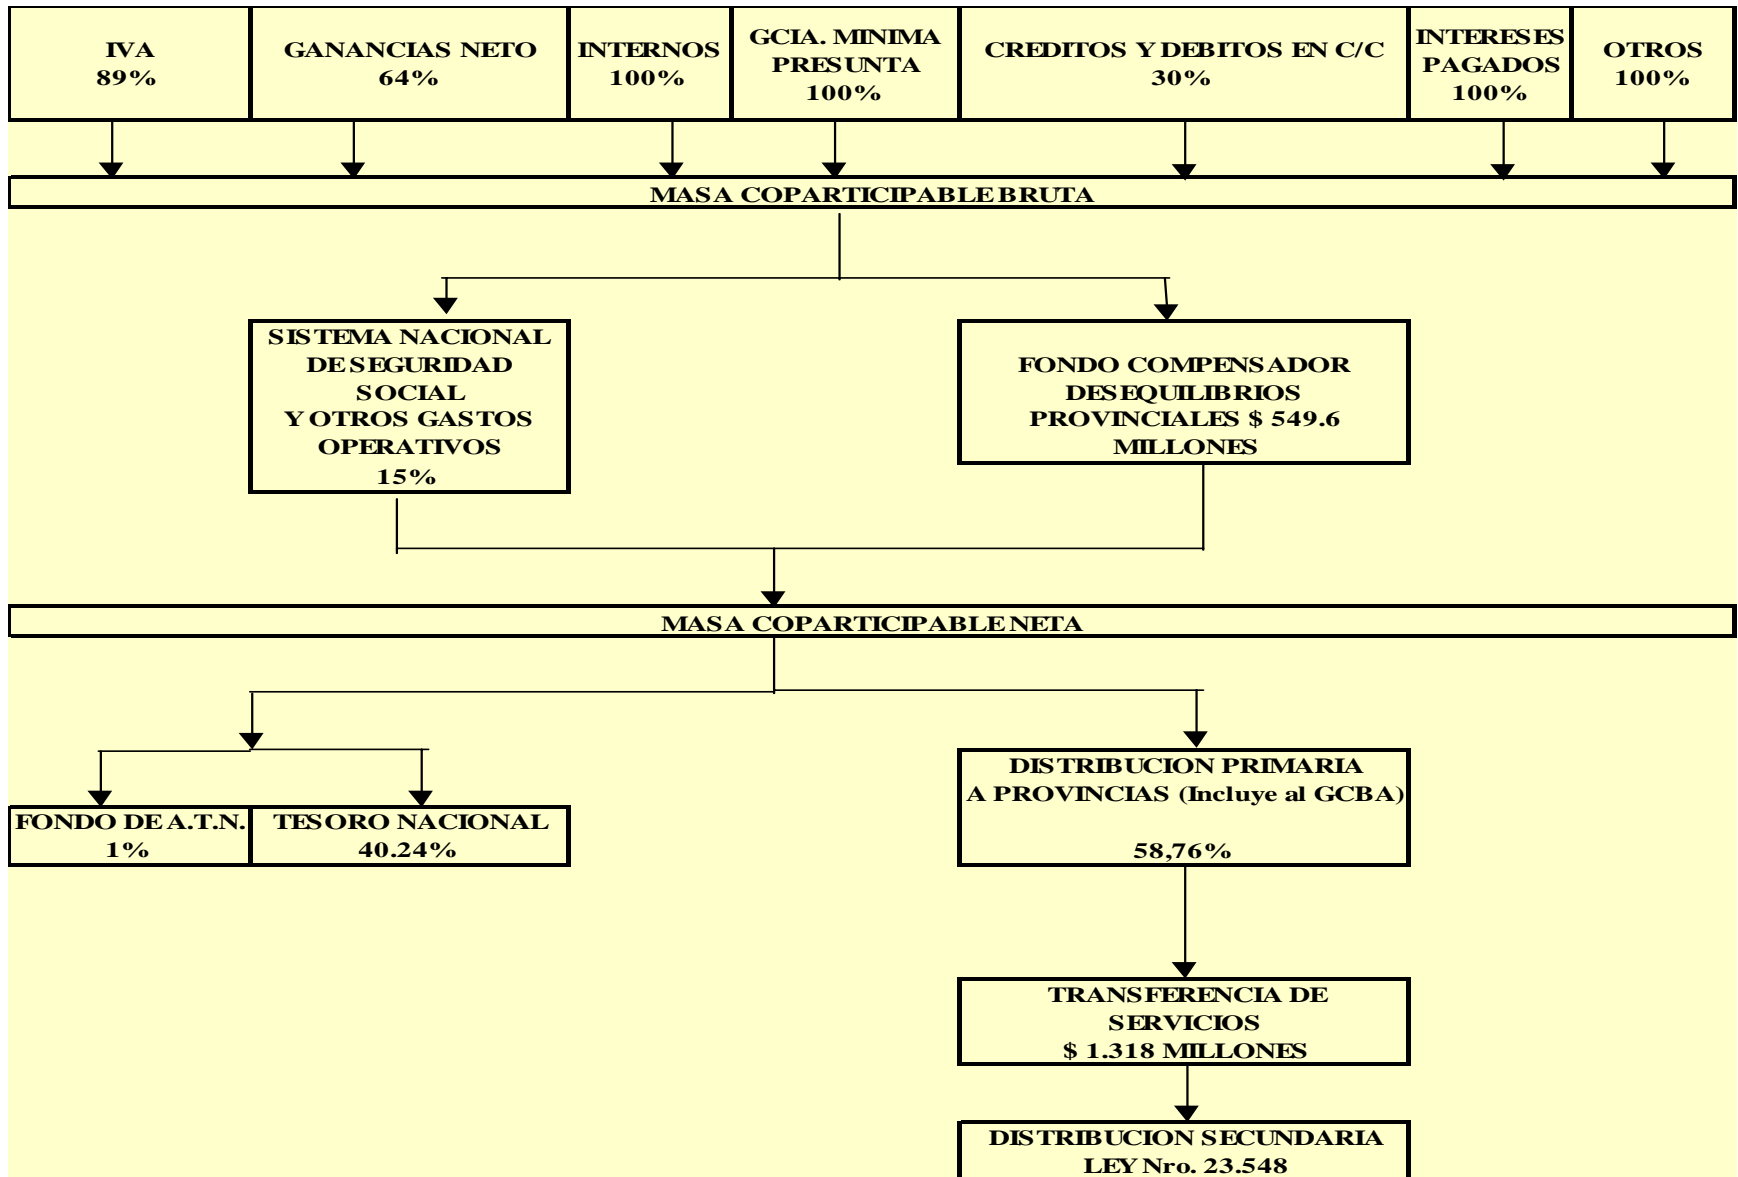 IVA
89%
GANANCIAS NETO
64%
INTERNOS
100%
GCIA. MINIMA
PRESUNTA
100%
CREDITOS Y DEBITOS EN C/C
30%
INTERESES
PAGADOS
100%
OTROS
100%
MASA COPARTICIPABLE BRUTA
SISTEMA NACIONAL
DE SEGURIDAD
SOCIAL
Y OTROS GASTOS
OPERATIVOS
15%
FONDO COMPENSADOR
DESEQUILIBRIOS
PROVINCIALES $ 549.6
MILLONES
MASA COPARTICIPABLE NETA
FONDO DE A.T.N.
1%
TESORO NACIONAL
40.24%
DISTRIBUCION PRIMARIA
A PROVINCIAS (Incluye al GCBA)
58,76%
TRANSFERENCIA DE
SERVICIOS
$ 1.318 MILLONES
DISTRIBUCION SECUNDARIA
LEY Nro. 23.548